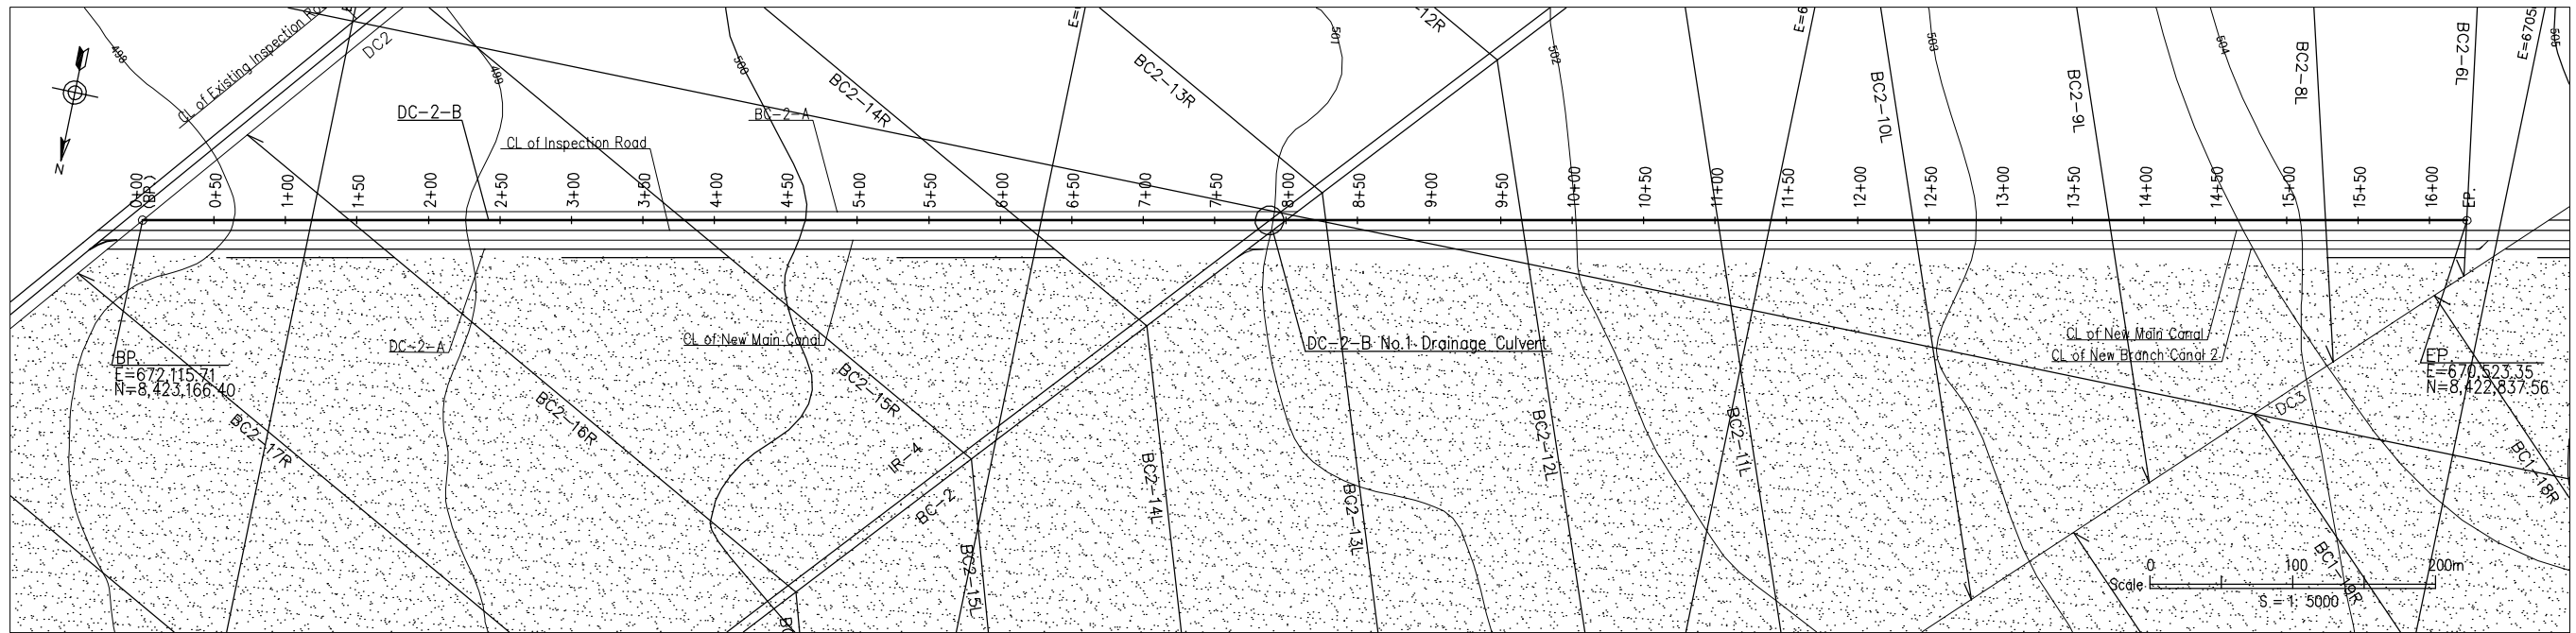 498
CL of Existing Inspection
DC2
499
500
BC2-14R
BC2-13R
501
-12R
502
503
504
505
BC2-10L
BC2-9L
BC2-8L
BC2-6L
E=6705
N
DC-2-B
BC-2-A
CL of Inspection Road
0+00
(BP.)
0+50
1+00
1+50
2+00
2+50
3+00
3+50
4+00
4+50
5+00
5+50
6+00
6+50
7+00
7+50
8+00
8+50
9+00
9+50
10+00
10+50
11+00
11+50
12+00
12+50
13+00
13+50
14+00
14+50
15+00
15+50
16+00
EP.
DC-2-A
CL of New Main Canal
DC-2-B No.1 Drainage Culvert
CL of New Main Canal
CL of New Branch Canal 2
BP.
E=672,115.71
N=8,423,166.40
EP.
E=670,523.35
N=8,422,837.56
BC2-17R
BC2-16R
BC2-15R
IR-4
BC-2
BC2-15L
BC2-14L
BC2-13L
BC2-12L
BC2-11L
DC3
BC1-18R
BC1-19R
0 100 200m
Scale
S = 1: 5000